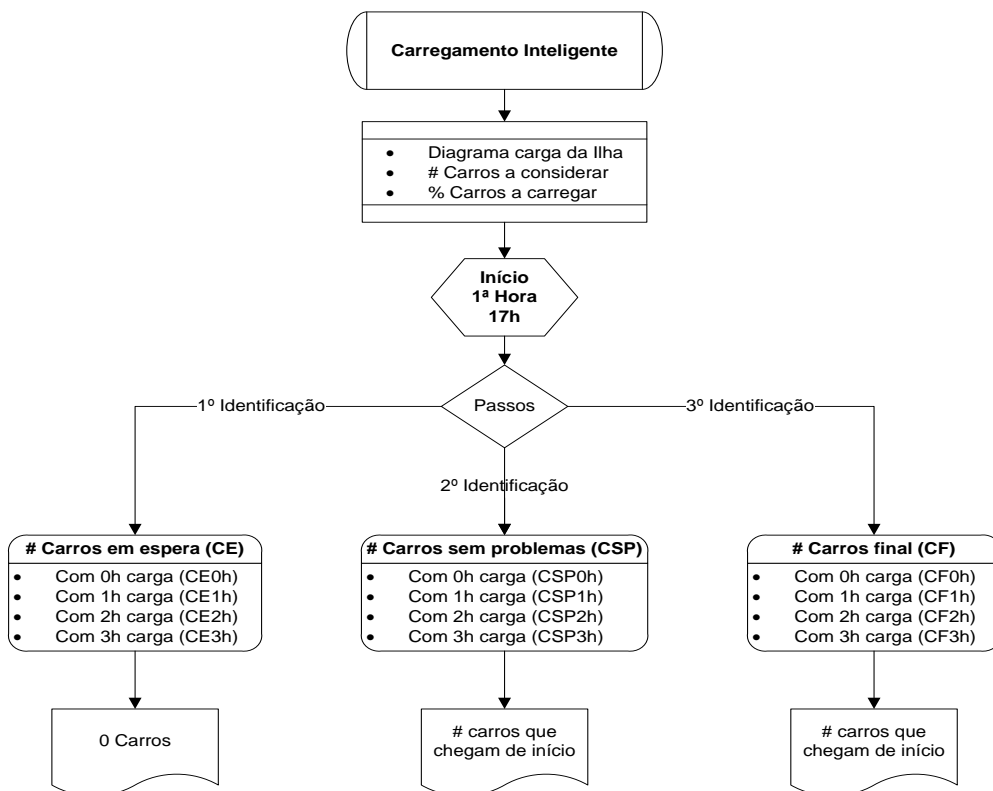 Carregamento Inteligente
• Diagrama carga da Ilha
• # Carros a considerar
• % Carros a carregar
Início
1ª Hora
17h
Passos
1º Identificação
3º Identificação
2º Identificação
# Carros em espera (CE)
• Com 0h carga (CE0h)
• Com 1h carga (CE1h)
• Com 2h carga (CE2h)
• Com 3h carga (CE3h)
# Carros sem problemas (CSP)
• Com 0h carga (CSP0h)
• Com 1h carga (CSP1h)
• Com 2h carga (CSP2h)
• Com 3h carga (CSP3h)
# Carros final (CF)
• Com 0h carga (CF0h)
• Com 1h carga (CF1h)
• Com 2h carga (CF2h)
• Com 3h carga (CF3h)
0 Carros
# carros que
chegam de início
# carros que
chegam de início